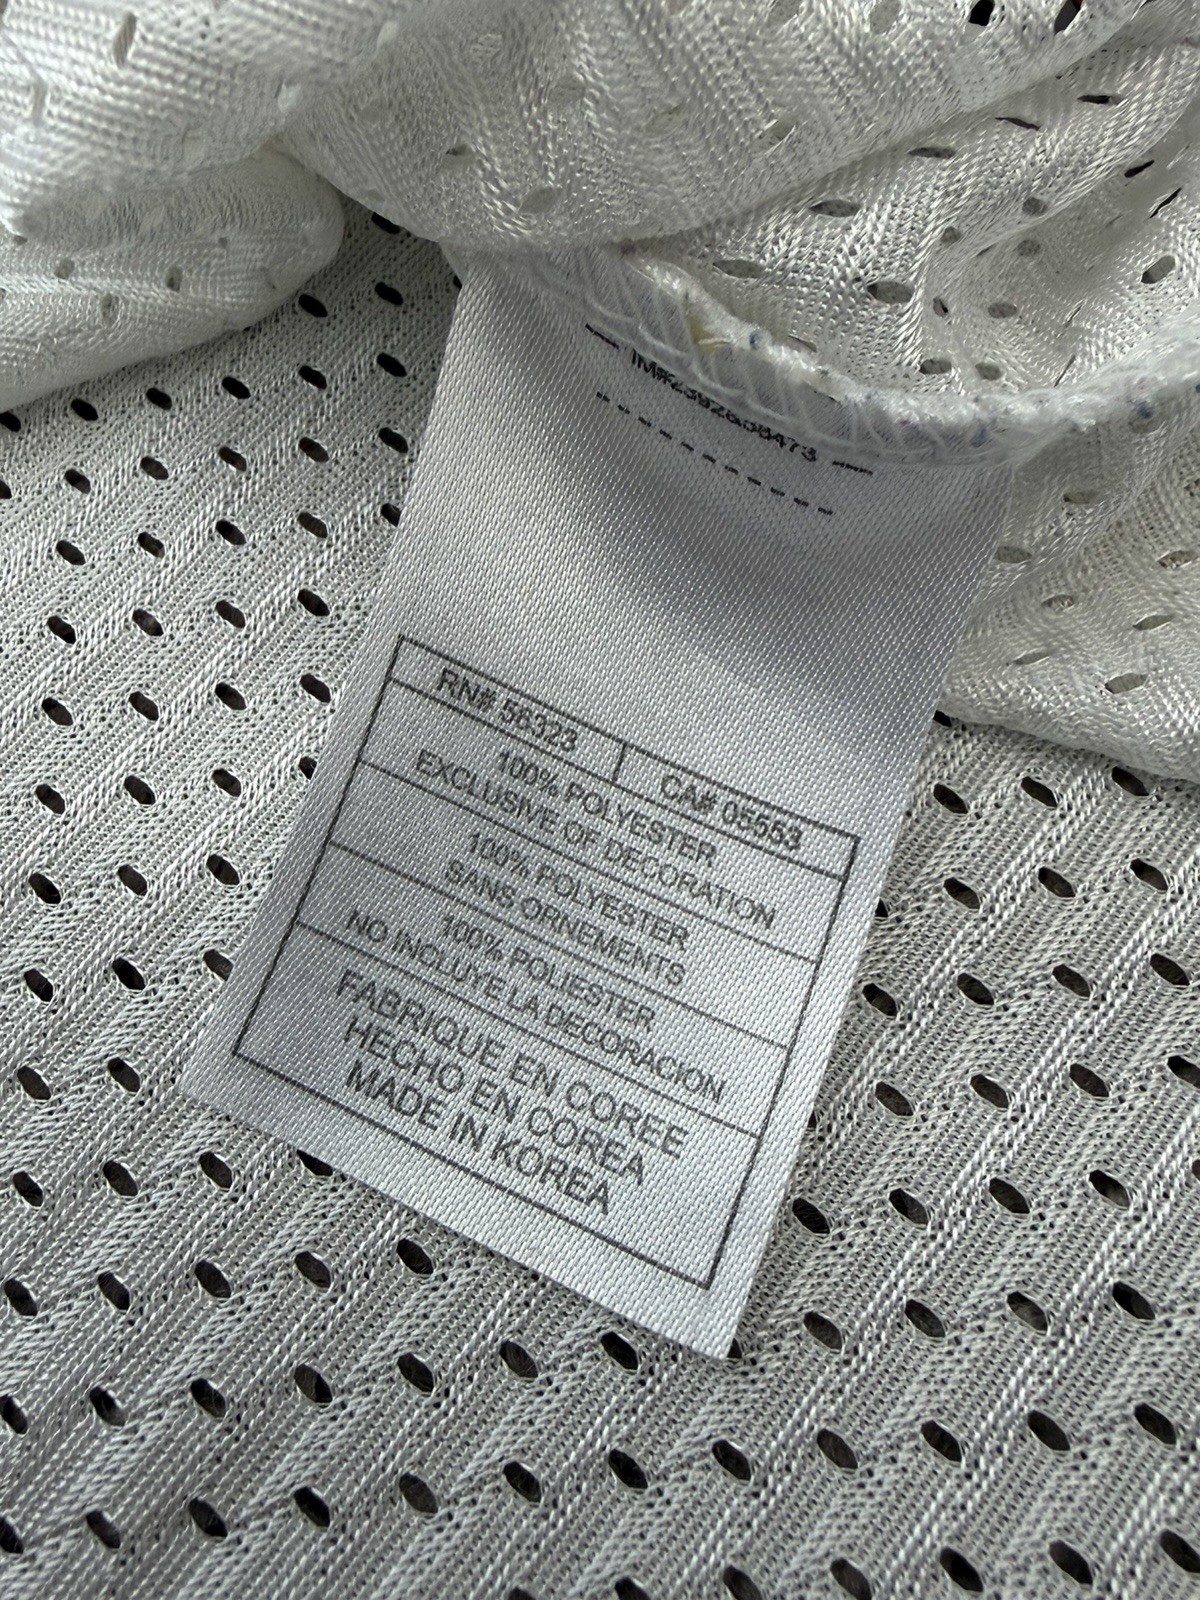 RN# 56323 CA# 05553
100% POLYESTER
EXCLUSIVE OF DECORATION
100% POLYESTER
SANS ORNEMENTS
100% POLIESTER
NO INCLUYE LA DECORACION
FABRIQUE EN COREE
HECHO EN COREA
MADE IN KOREA